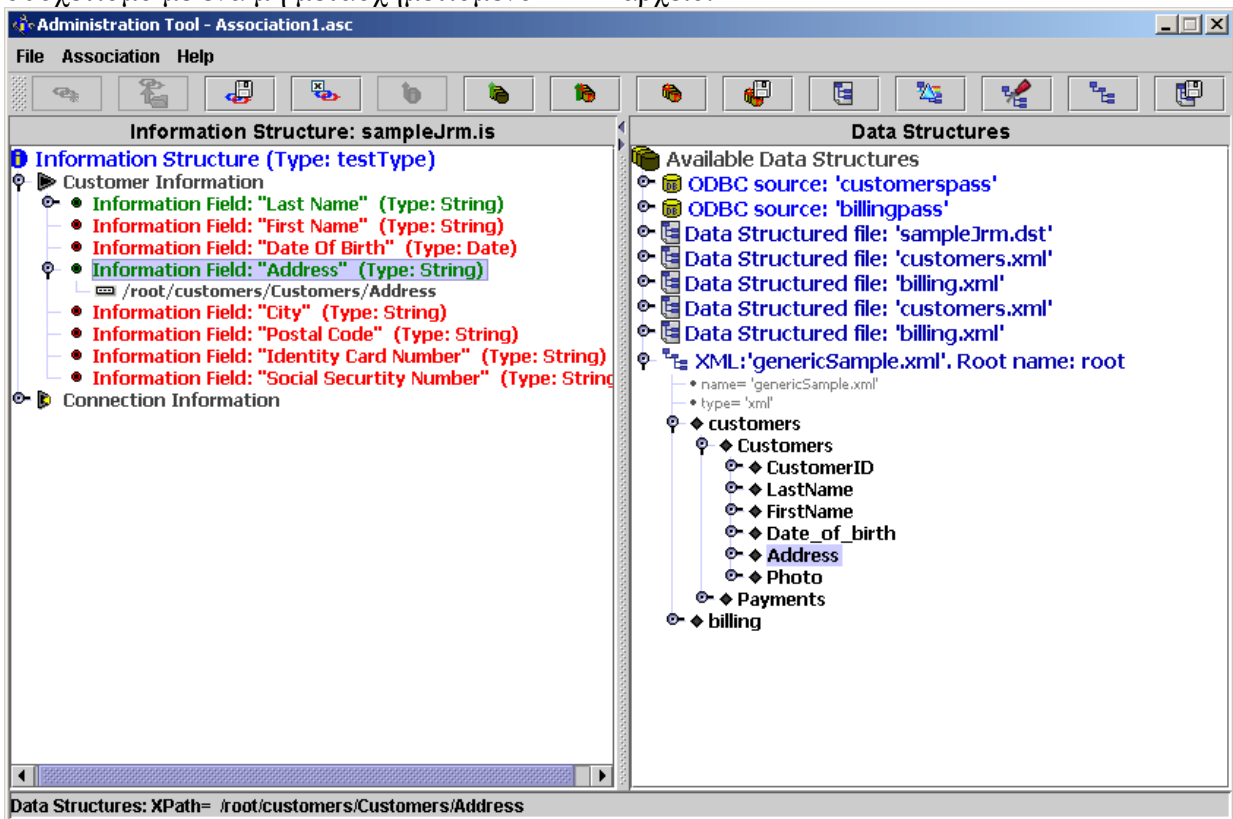 Administration Tool - Association1.asc
File Association Help
Information Structure: sampleJrm.is
Information Structure (Type: testType)
Customer Information
Information Field: "Last Name" (Type: String)
Information Field: "First Name" (Type: String)
Information Field: "Date Of Birth" (Type: Date)
Information Field: "Address" (Type: String)
/root/customers/Customers/Address
Information Field: "City" (Type: String)
Information Field: "Postal Code" (Type: String)
Information Field: "Identity Card Number" (Type: String)
Information Field: "Social Securtity Number" (Type: String
Connection Information
Data Structures
Available Data Structures
ODBC source: 'customerspass'
ODBC source: 'billingpass'
Data Structured file: 'sampleJrm.dst'
Data Structured file: 'customers.xml'
Data Structured file: 'billing.xml'
Data Structured file: 'customers.xml'
Data Structured file: 'billing.xml'
XML:'genericSample.xml'. Root name: root
name= 'genericSample.xml'
type= 'xml'
customers
Customers
CustomerID
LastName
FirstName
Date_of_birth
Address
Photo
Payments
billing
Data Structures: XPath= /root/customers/Customers/Address